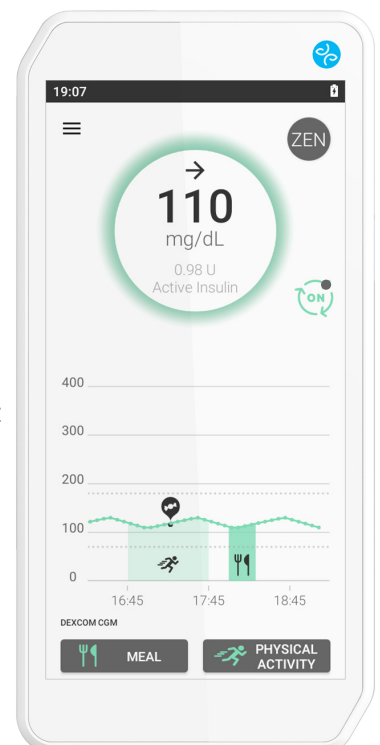 19:07
ZEN
110
mg/dL
0.98 U
Active Insulin
ON
400
300
200
100
0
16:45 17:45 18:45
DEXCOM CGM
MEAL
PHYSICAL
ACTIVITY